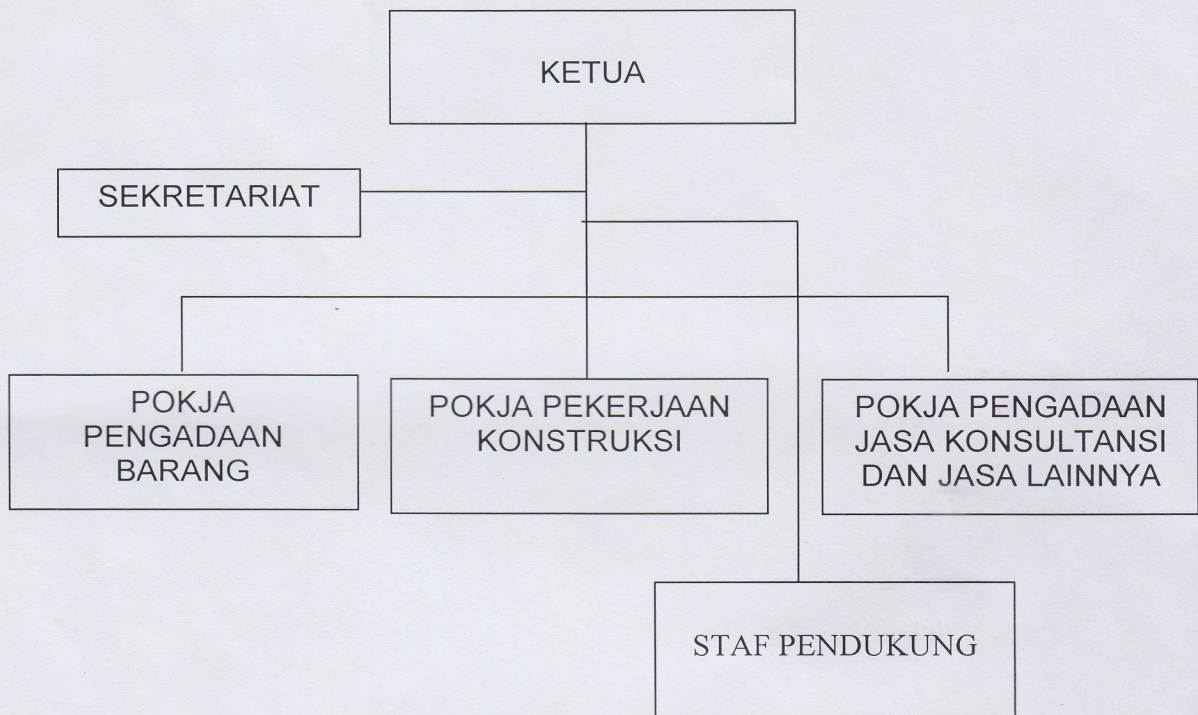 KETUA
SEKRETARIAT
POKJA
PENGADAAN
BARANG
POKJA PEKERJAAN
KONSTRUKSI
POKJA PENGADAAN
JASA KONSULTANSI
DAN JASA LAINNYA
STAF PENDUKUNG